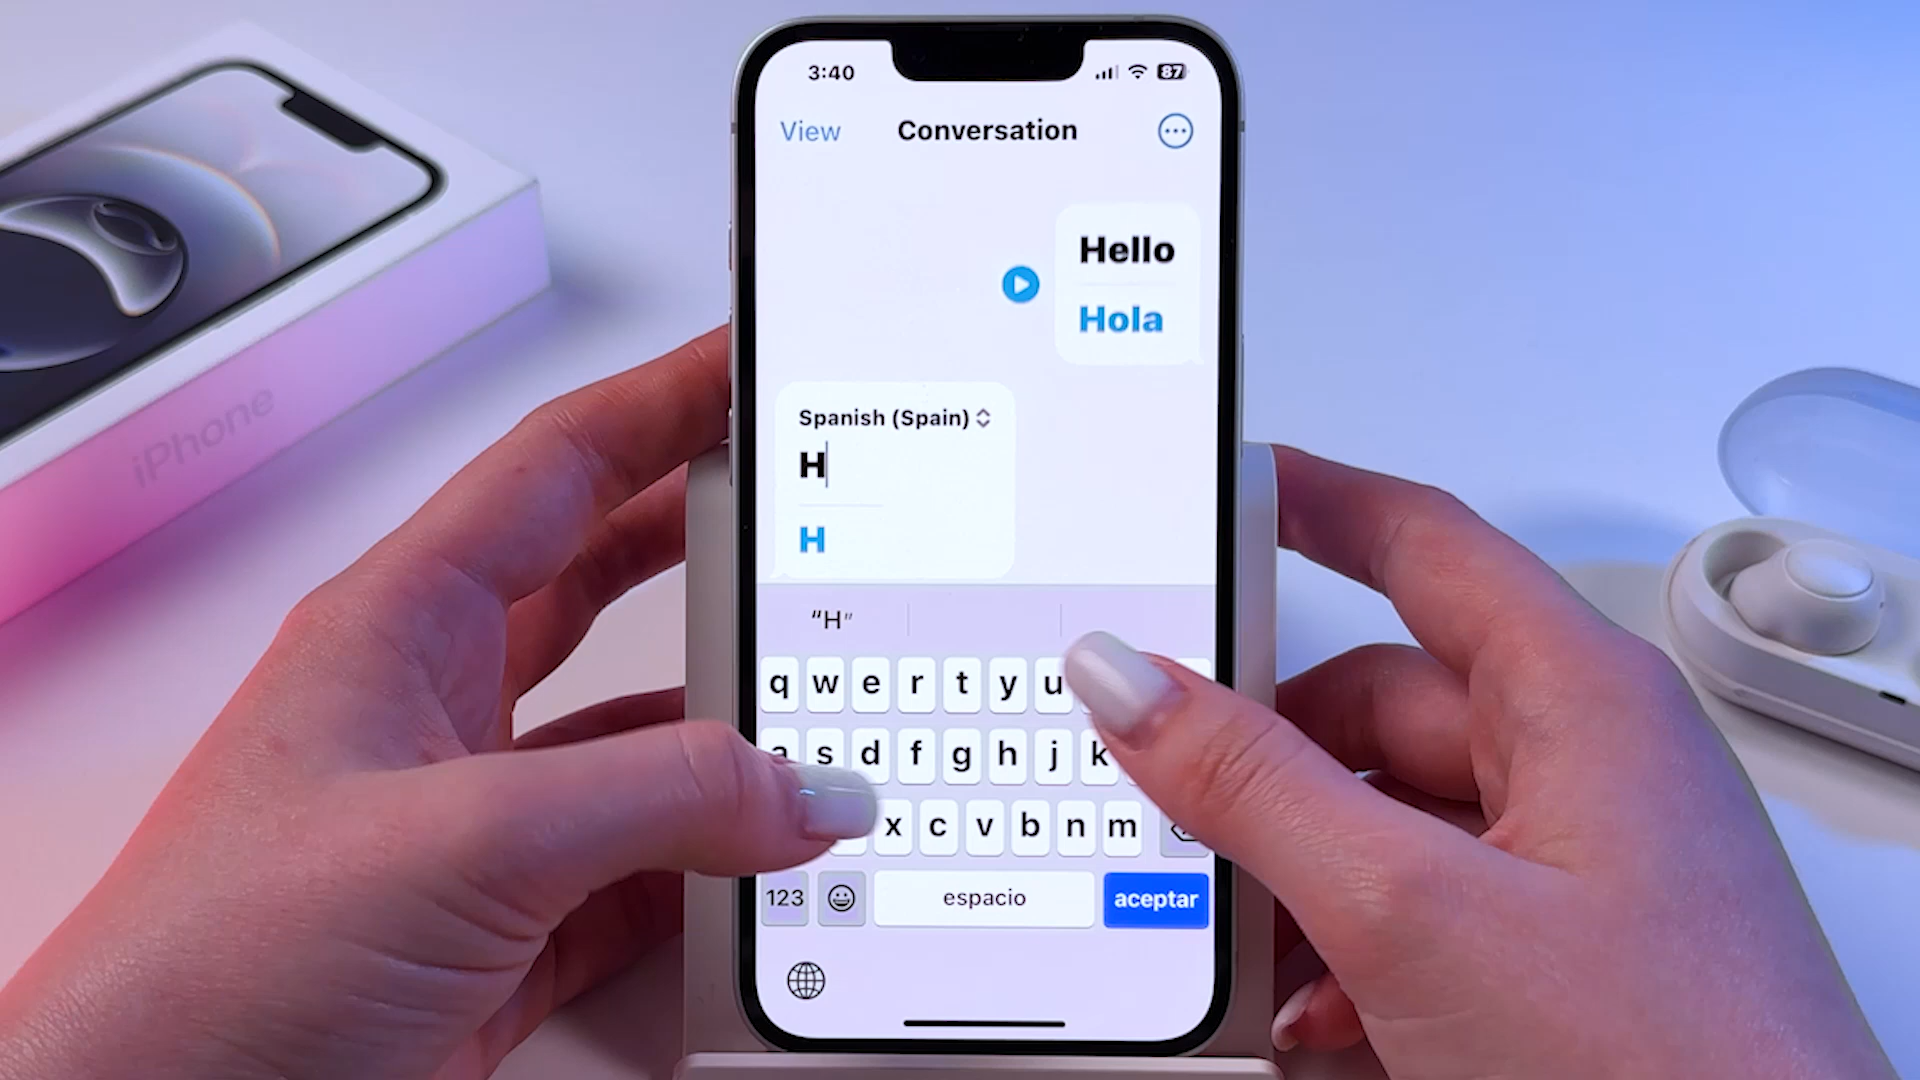 3:40
87
View
Conversation
Hello
Hola
Spanish (Spain)
H
H
"H"
q w e r t y u
a s d f g h j k
x c v b n m
123
espacio
aceptar
iPhone